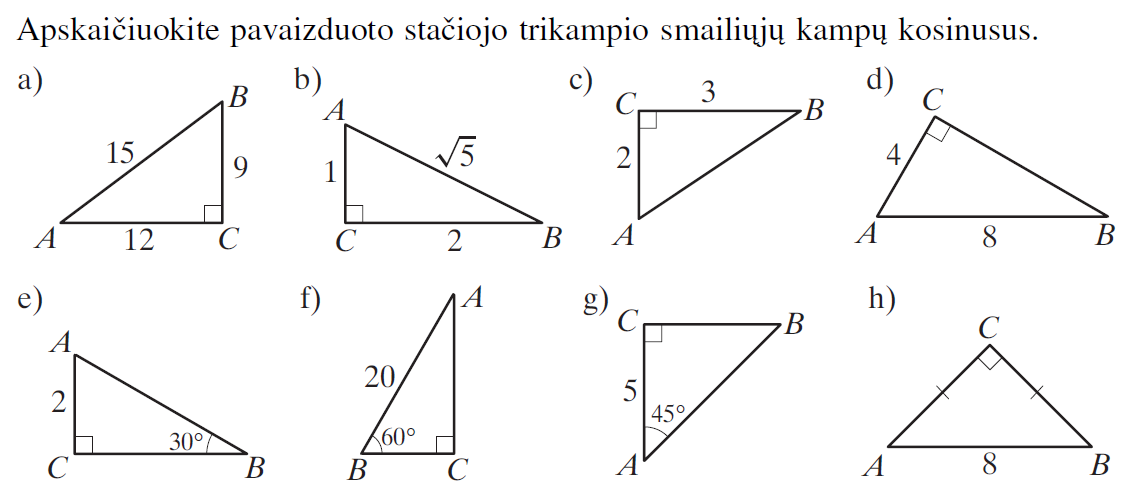 Apskaičiuokite pavaizduoto stačiojo trikampio smailiųjų kampų kosinusus.
a) b) c) d)
B
15
9
A 12 C
A
√5
1
C 2 B
C 3 B
2
A
C
4
A 8 B
e) f) g) h)
A
2
30°
C B
A
20
60°
B C
C B
5
45°
A
C
A 8 B